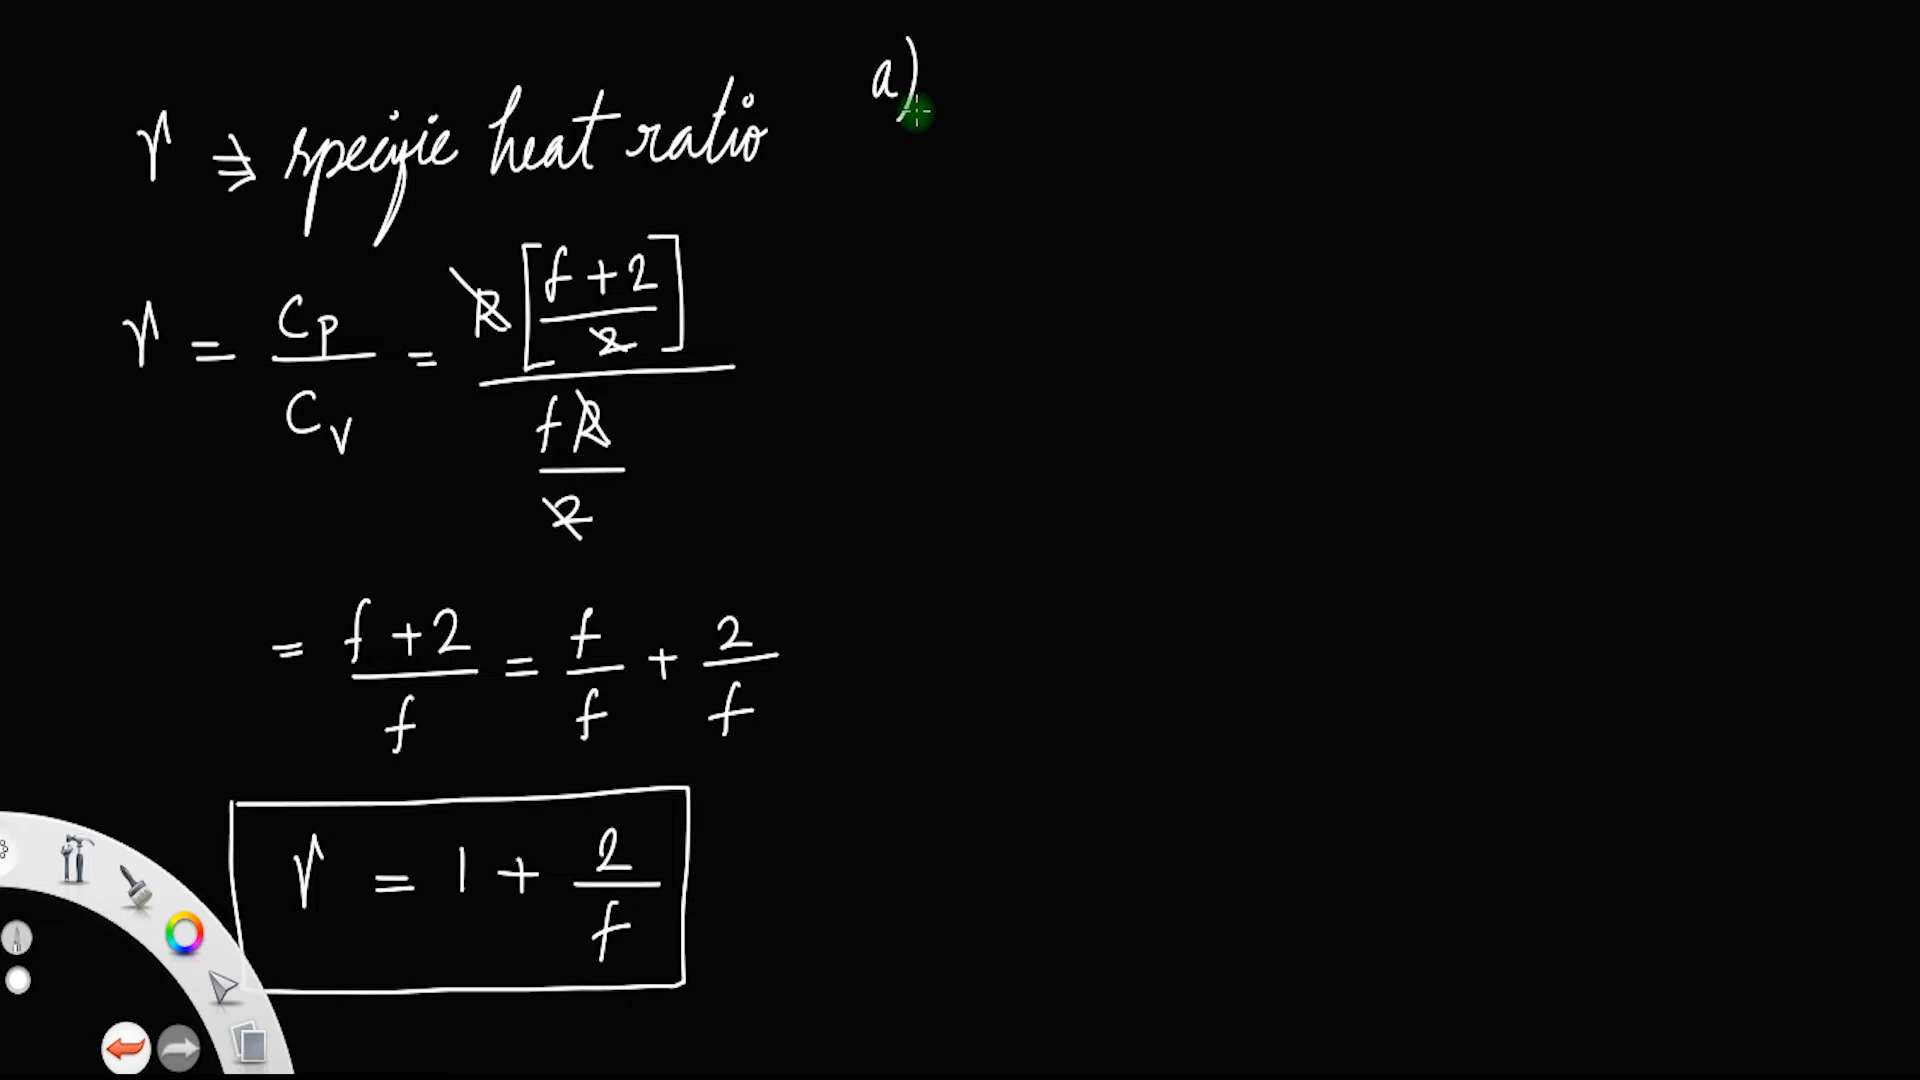 γ ⇒ specific heat ratio
γ = Cp / Cv = R [ (f + 2) / 2 ] / (fR / 2)
= (f + 2) / f = f / f + 2 / f
γ = 1 + 2 / f
a)